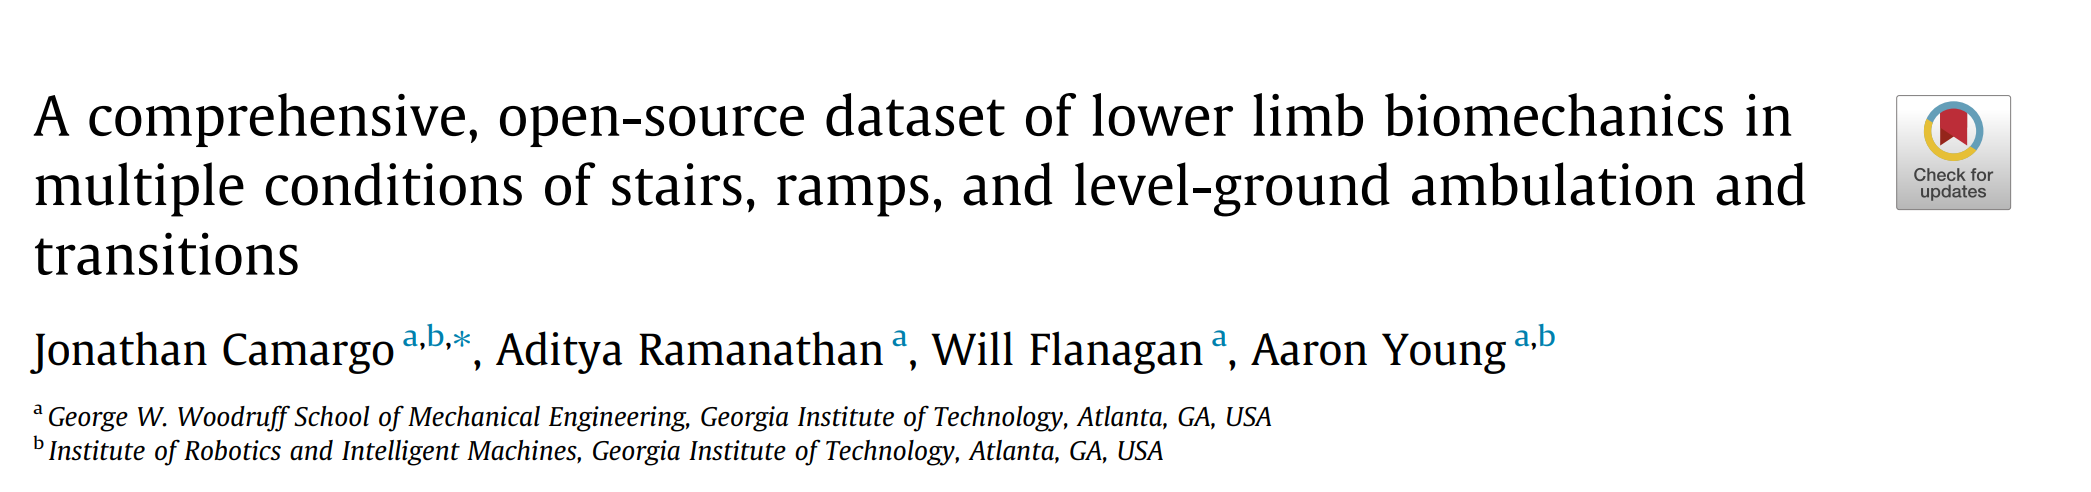 A comprehensive, open-source dataset of lower limb biomechanics in
multiple conditions of stairs, ramps, and level-ground ambulation and
transitions
Check for
updates
Jonathan Camargo a,b,*, Aditya Ramanathan a, Will Flanagan a, Aaron Young a,b
a George W. Woodruff School of Mechanical Engineering, Georgia Institute of Technology, Atlanta, GA, USA
b Institute of Robotics and Intelligent Machines, Georgia Institute of Technology, Atlanta, GA, USA